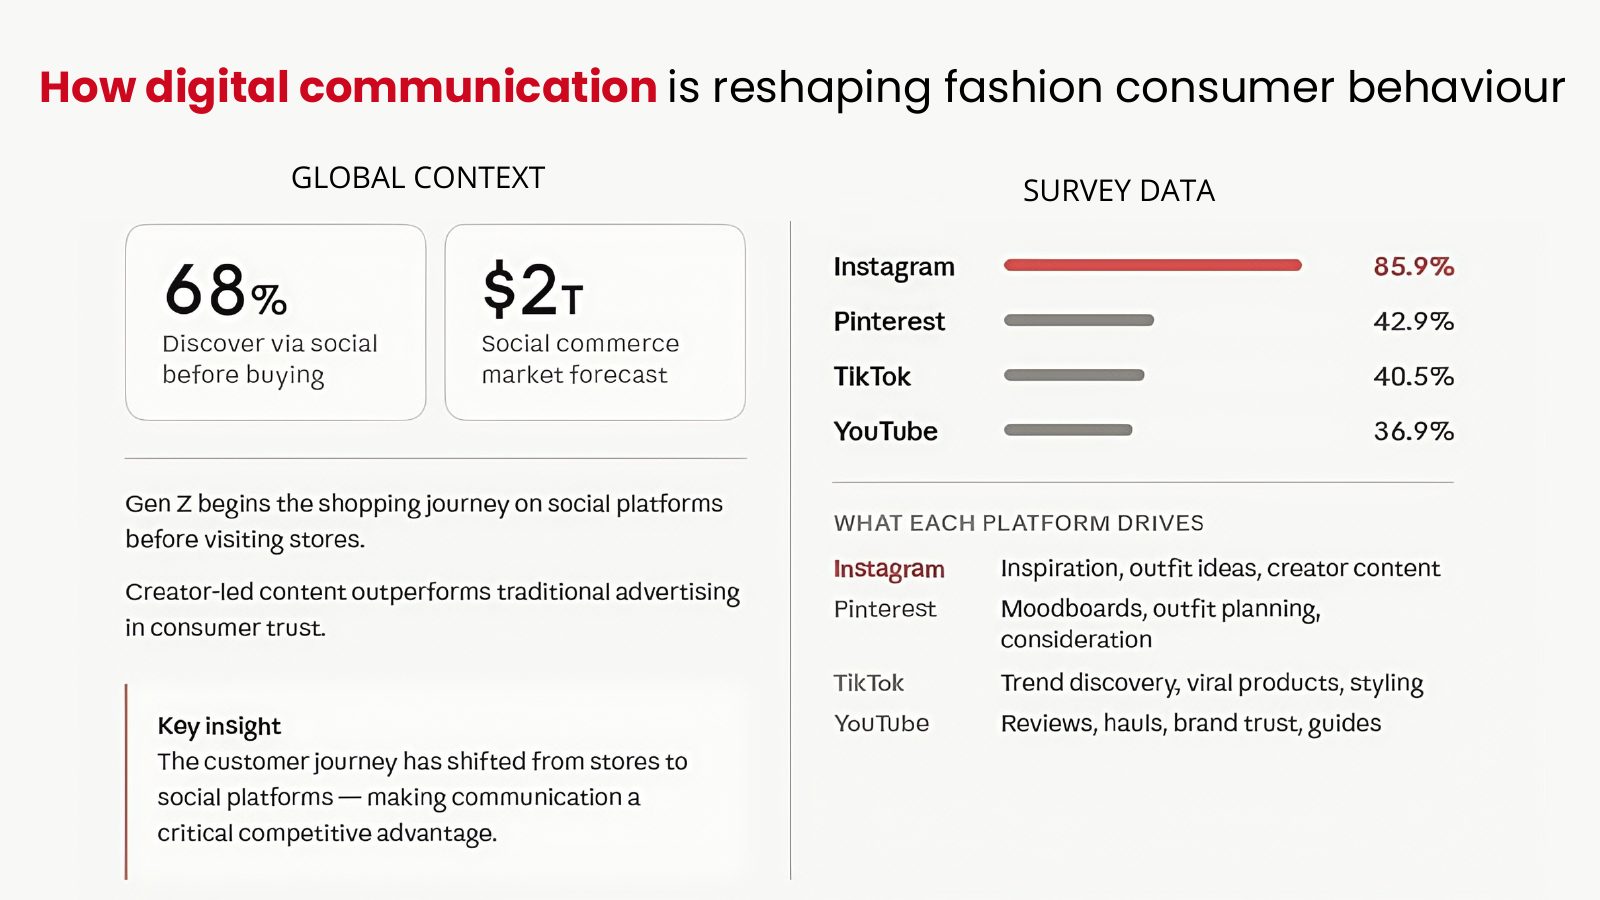 How digital communication is reshaping fashion consumer behaviour
GLOBAL CONTEXT
68%
Discover via social
before buying
$2T
Social commerce
market forecast
Gen Z begins the shopping journey on social platforms
before visiting stores.
Creator-led content outperforms traditional advertising
in consumer trust.
Key insight
The customer journey has shifted from stores to
social platforms — making communication a
critical competitive advantage.
SURVEY DATA
Instagram 85.9%
Pinterest 42.9%
TikTok 40.5%
YouTube 36.9%
WHAT EACH PLATFORM DRIVES
Instagram Inspiration, outfit ideas, creator content
Pinterest Moodboards, outfit planning,
consideration
TikTok Trend discovery, viral products, styling
YouTube Reviews, hauls, brand trust, guides